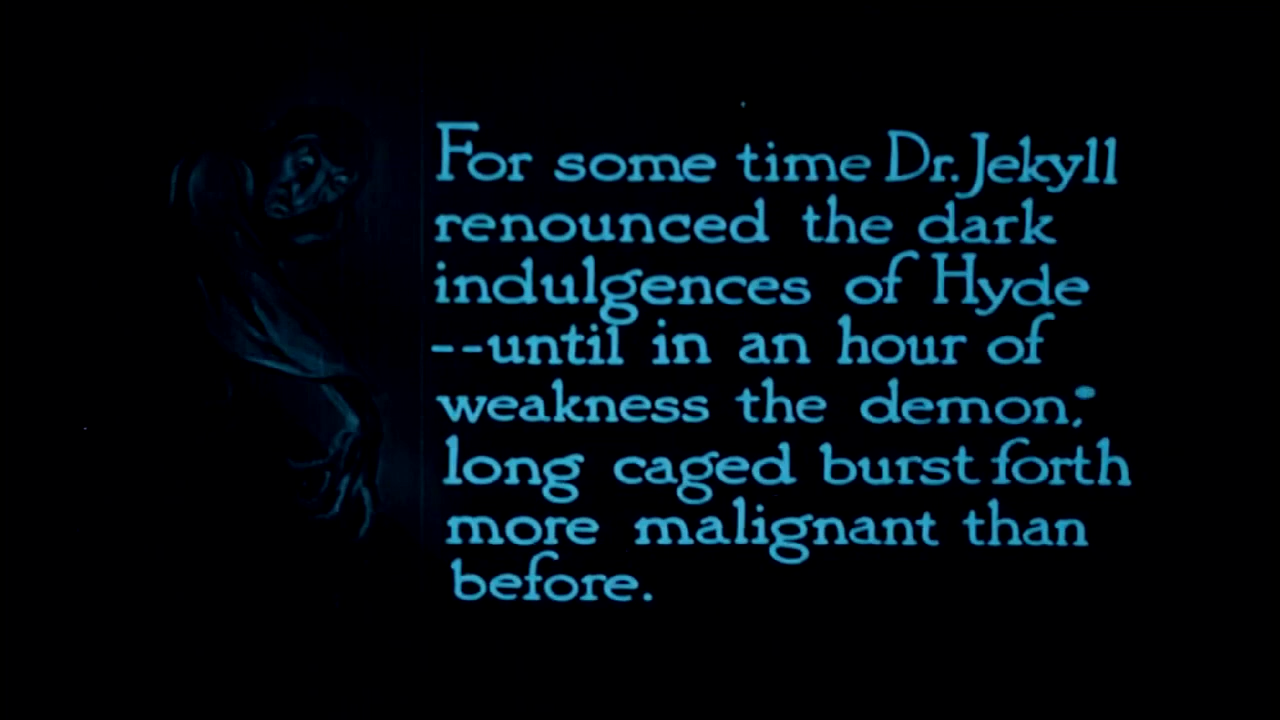 For some time Dr. Jekyll
renounced the dark
indulgences of Hyde
--until in an hour of
weakness the demon,
long caged burst forth
more malignant than
before.